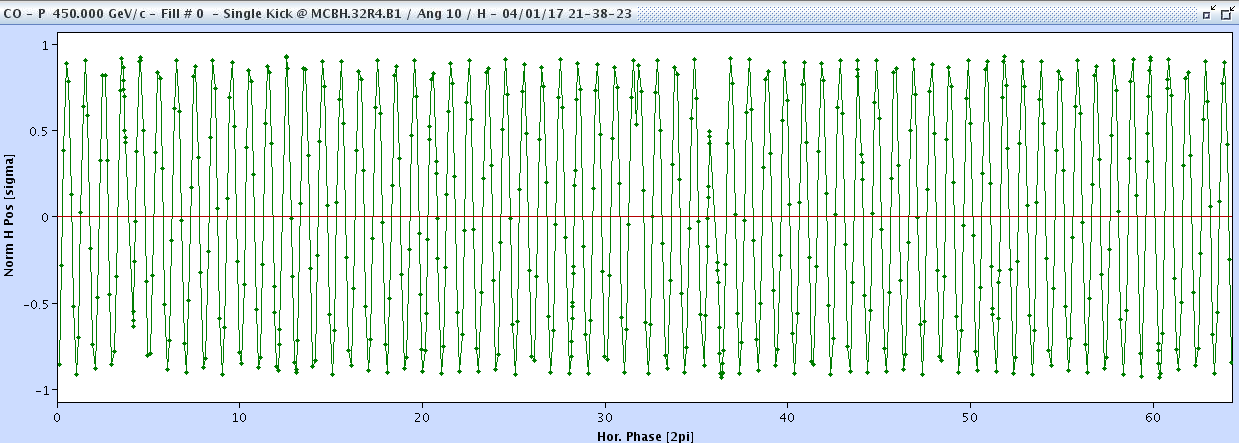 CO - P 450.000 GeV/c - Fill # 0 - Single Kick @ MCBH.32R4.B1 / Ang 10 / H - 04/01/17 21-38-23
1
0.5
0
-0.5
-1
Norm H Pos [sigma]
0 10 20 30 40 50 60
Hor. Phase [2pi]